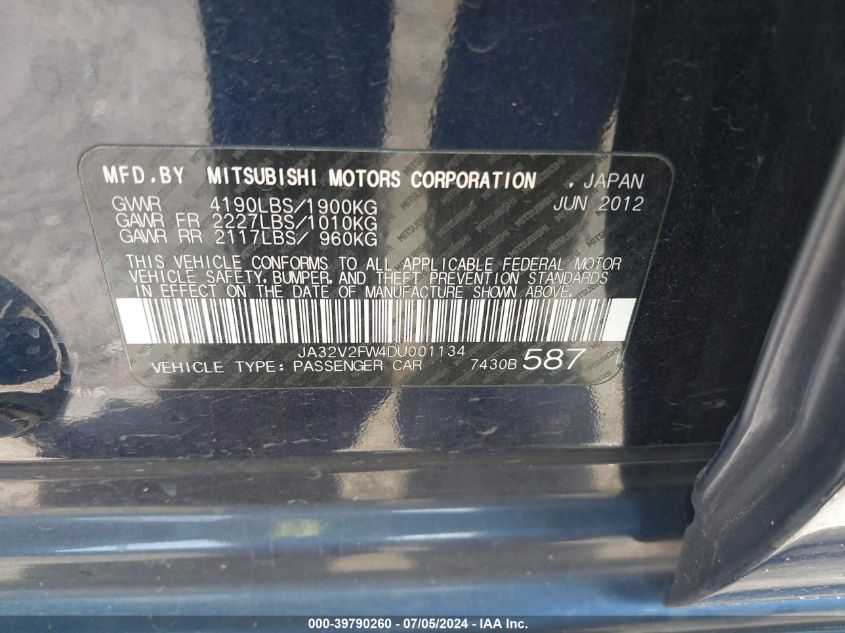 MFD.BY MITSUBISHI MOTORS CORPORATION , JAPAN
GVWR 4190LBS/1900KG JUN 2012
GAWR FR 2227LBS/1010KG
GAWR RR 2117LBS/ 960KG
THIS VEHICLE CONFORMS TO ALL APPLICABLE FEDERAL MOTOR
VEHICLE SAFETY, BUMPER, AND THEFT PREVENTION STANDARDS
IN EFFECT ON THE DATE OF MANUFACTURE SHOWN ABOVE.
JA32V2FW4DU001134
VEHICLE TYPE: PASSENGER CAR 7430B 587
000-39790260 - 07/05/2024 - IAA Inc.